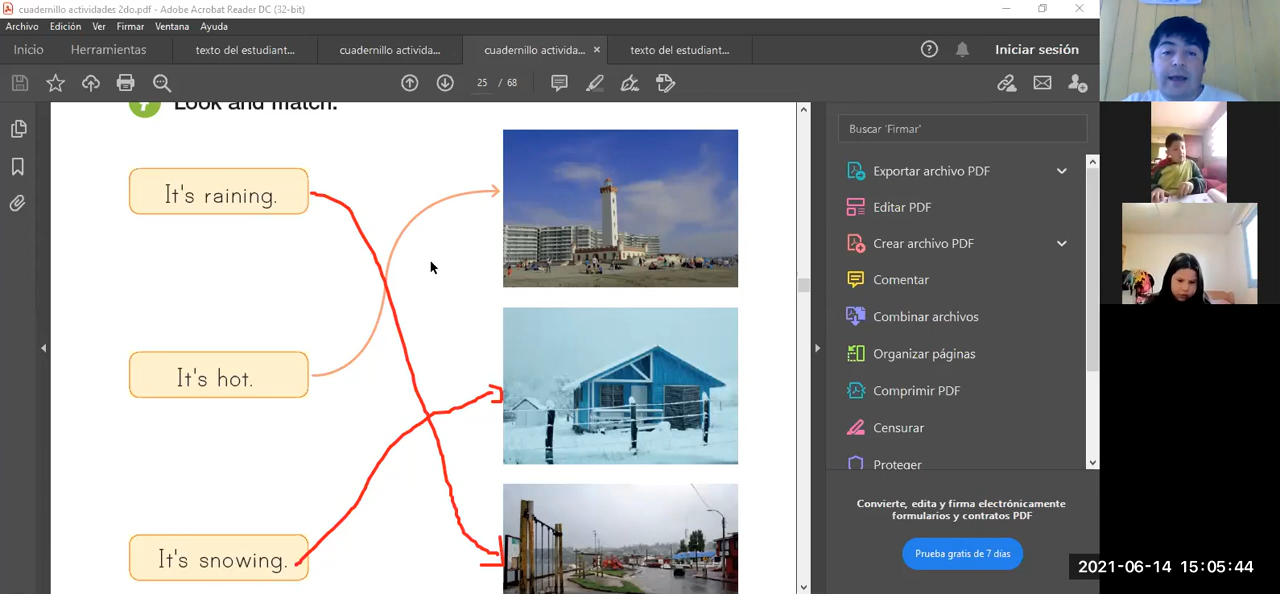 cuadernillo actividades 2do.pdf - Adobe Acrobat Reader DC (32-bit)
Archivo Edición Ver Firmar Ventana Ayuda
Inicio Herramientas texto del estudiant... cuadernillo activida... cuadernillo activida... × texto del estudiant... Iniciar sesión
25 / 68
Look and match.
Buscar 'Firmar'
It's raining.
It's hot.
It's snowing.
Exportar archivo PDF
Editar PDF
Crear archivo PDF
Comentar
Combinar archivos
Organizar páginas
Comprimir PDF
Censurar
Proteger
Convierte, edita y firma electrónicamente
formularios y contratos PDF
Prueba gratis de 7 días
2021-06-14 15:05:44